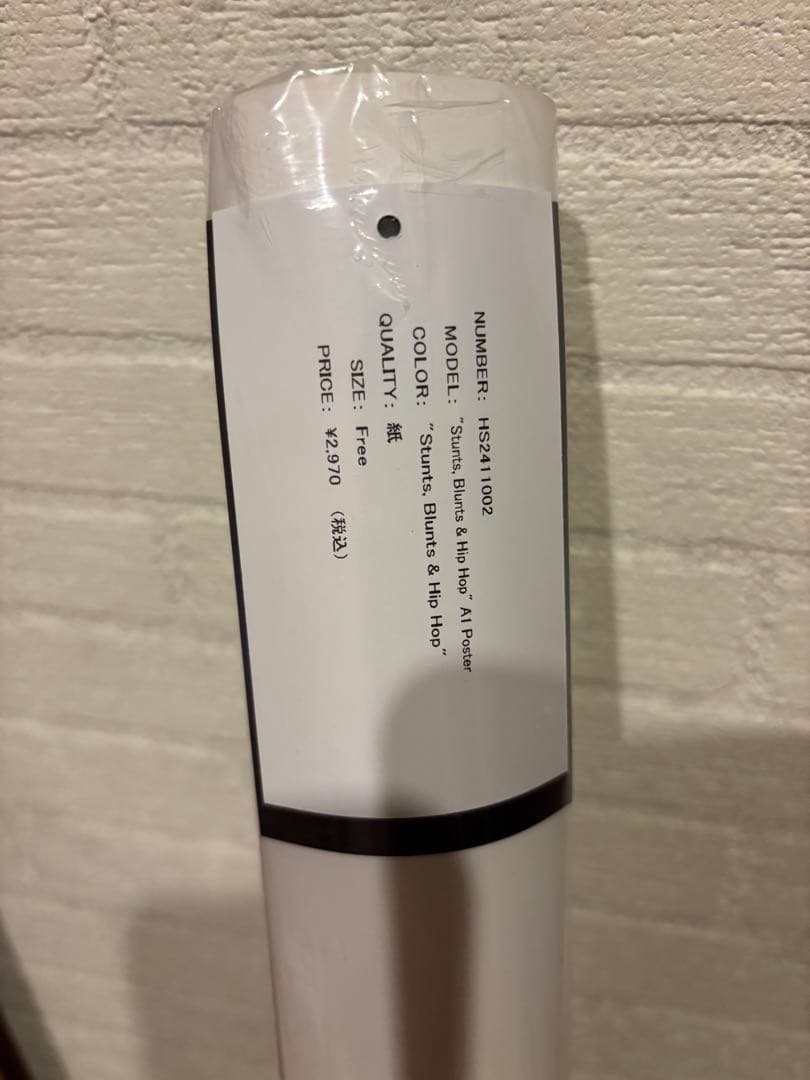 NUMBER: HS2411002
MODEL: "Stunts, Blunts & Hip Hop" A1 Poster
COLOR: "Stunts, Blunts & Hip Hop"
QUALITY: 紙
SIZE: Free
PRICE: ¥2,970 (税込)